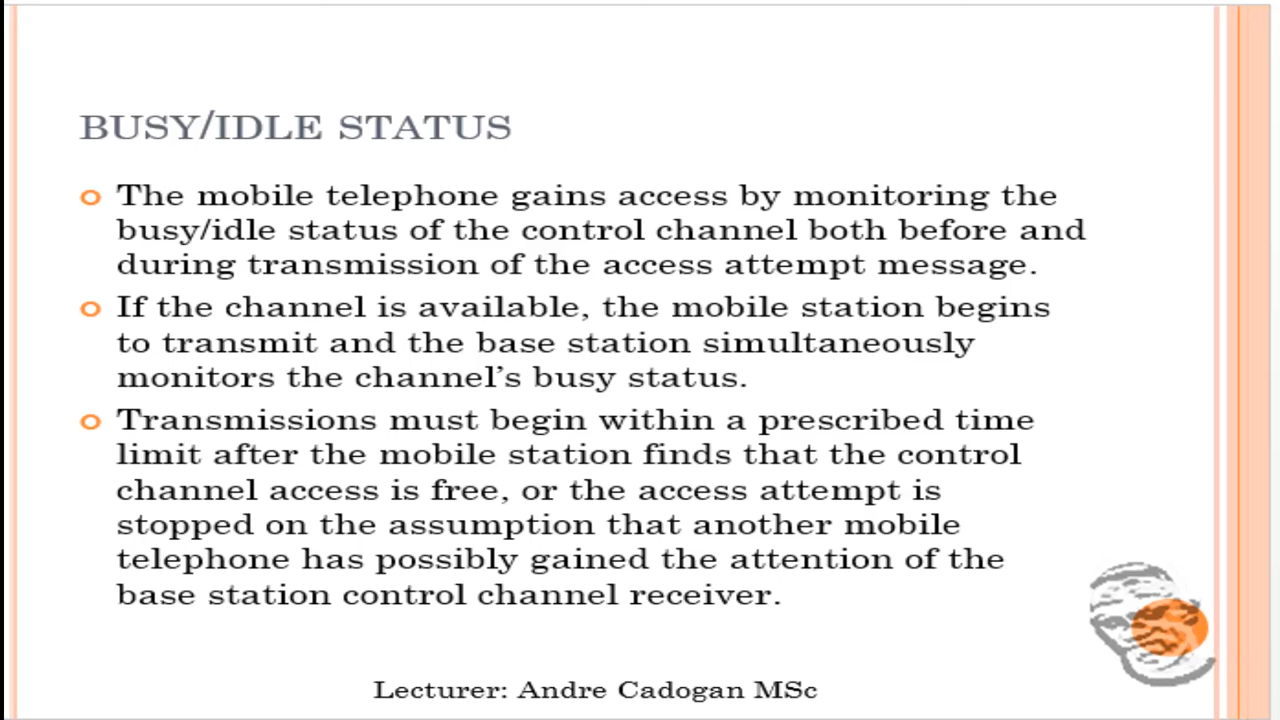 BUSY/IDLE STATUS
The mobile telephone gains access by monitoring the
busy/idle status of the control channel both before and
during transmission of the access attempt message.
If the channel is available, the mobile station begins
to transmit and the base station simultaneously
monitors the channel's busy status.
Transmissions must begin within a prescribed time
limit after the mobile station finds that the control
channel access is free, or the access attempt is
stopped on the assumption that another mobile
telephone has possibly gained the attention of the
base station control channel receiver.
Lecturer: Andre Cadogan MSc